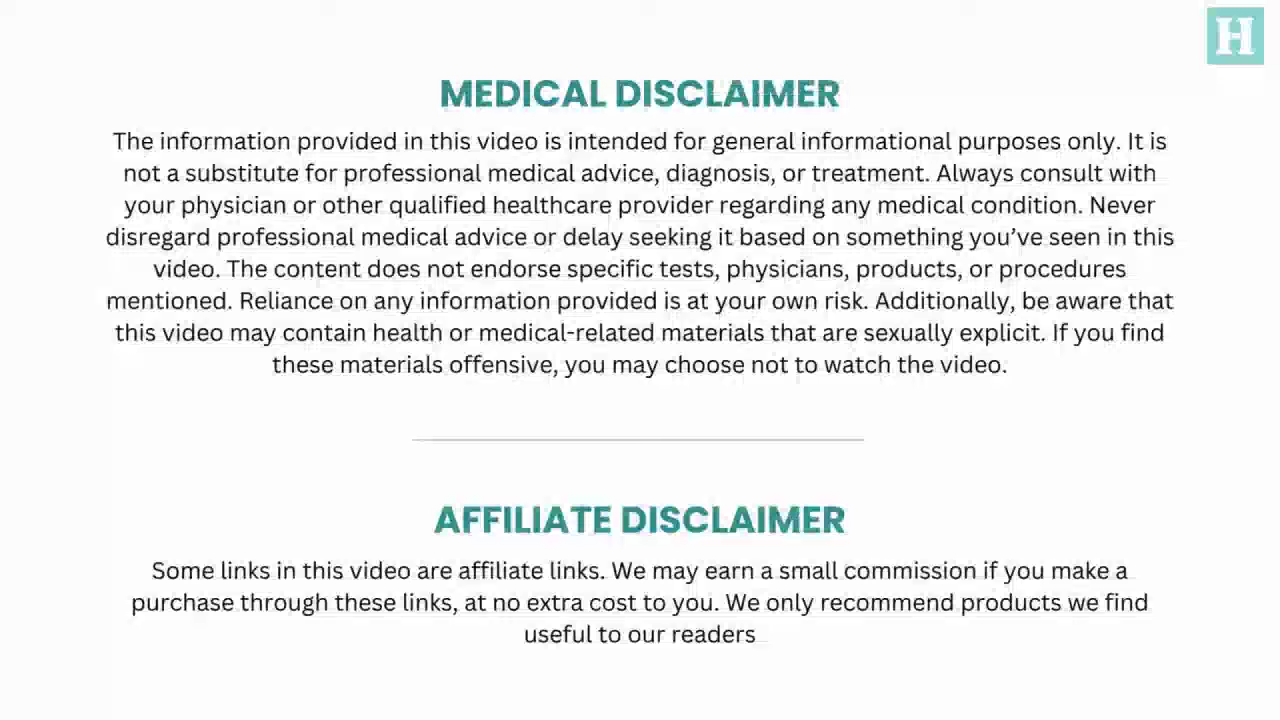 H
MEDICAL DISCLAIMER
The information provided in this video is intended for general informational purposes only. It is
not a substitute for professional medical advice, diagnosis, or treatment. Always consult with
your physician or other qualified healthcare provider regarding any medical condition. Never
disregard professional medical advice or delay seeking it based on something you’ve seen in this
video. The content does not endorse specific tests, physicians, products, or procedures
mentioned. Reliance on any information provided is at your own risk. Additionally, be aware that
this video may contain health or medical-related materials that are sexually explicit. If you find
these materials offensive, you may choose not to watch the video.
AFFILIATE DISCLAIMER
Some links in this video are affiliate links. We may earn a small commission if you make a
purchase through these links, at no extra cost to you. We only recommend products we find
useful to our readers